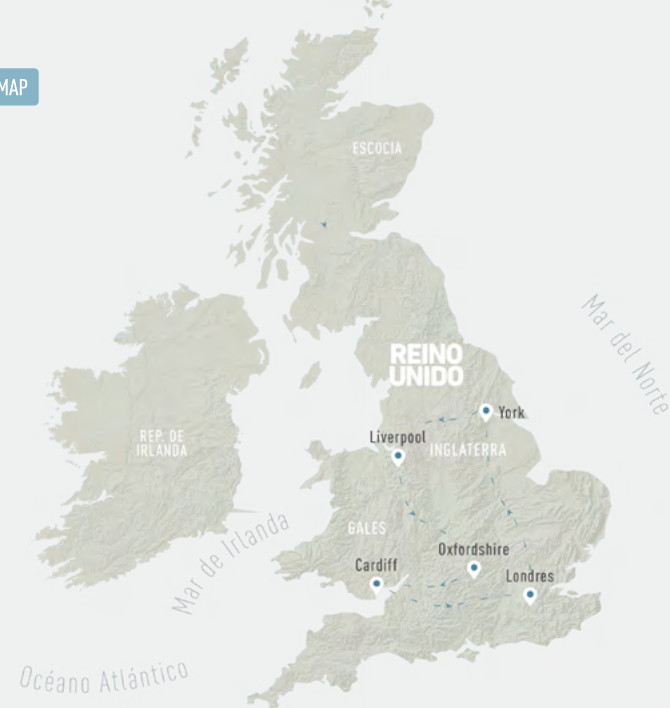 MAP
ESCOCIA
Mar del Norte
REINO
UNIDO
York
Liverpool
INGLATERRA
REP. DE
IRLANDA
Mar de Irlanda
GALES
Oxfordshire
Cardiff
Londres
Océano Atlántico